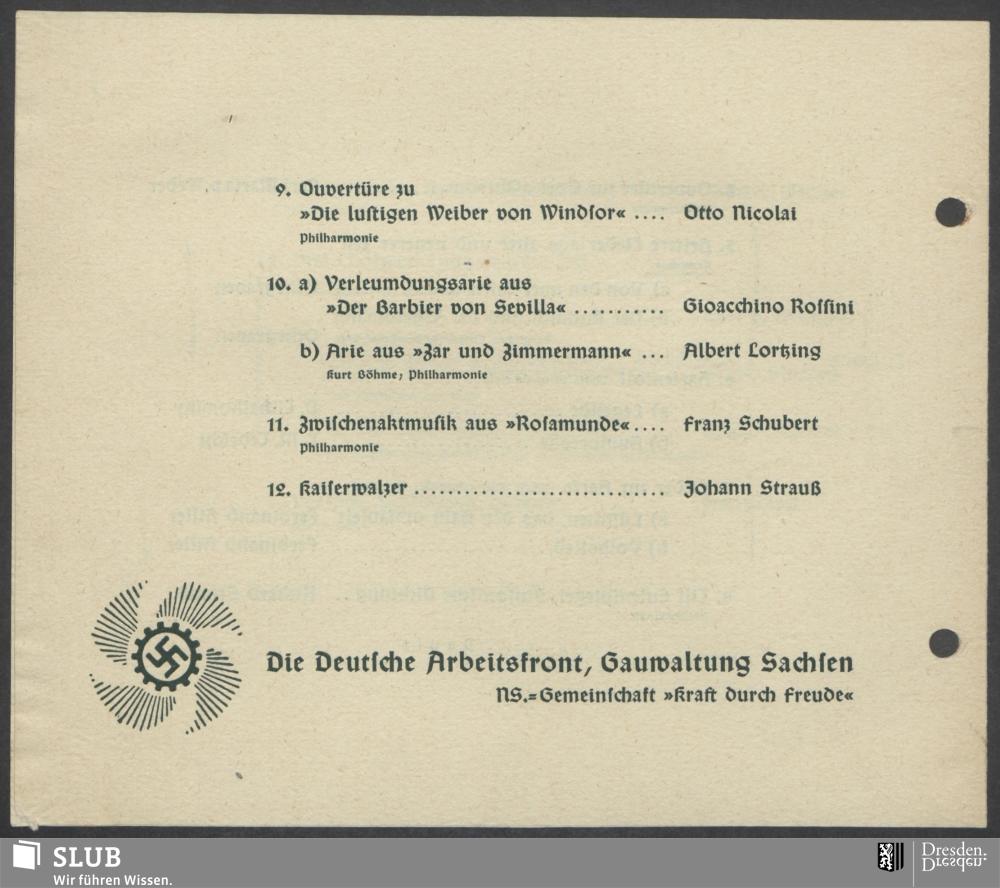 9. Ouvertüre zu
»Die lustigen Weiber von Windsor« .... Otto Nicolai
Philharmonie
10. a) Verleumdungsarie aus
»Der Barbier von Sevilla« ........... Gioacchino Rossini
b) Arie aus »Zar und Zimmermann« ... Albert Lortzing
Kurt Böhme; Philharmonie
11. Zwischenaktmusik aus »Rosamunde« .... Franz Schubert
Philharmonie
12. Kaiserwalzer ............................ Johann Strauß
Die Deutsche Arbeitsfront, Gauwaltung Sachsen
NS.=Gemeinschaft »Kraft durch Freude«
SLUB
Wir führen Wissen.
Dresden.
Dresden.